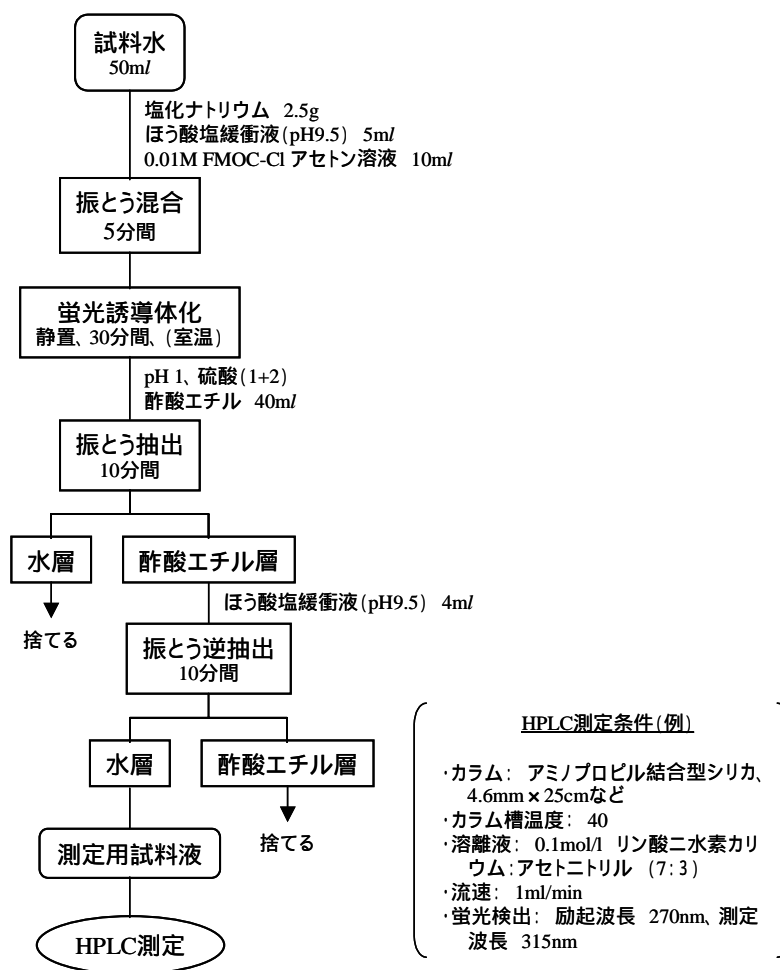 試料水
50ml
塩化ナトリウム 2.5g
ほう酸塩緩衝液(pH9.5) 5ml
0.01M FMOC-Cl アセトン溶液 10ml
振とう混合
5分間
蛍光誘導体化
静置、30分間、(室温)
pH 1、硫酸(1+2)
酢酸エチル 40ml
振とう抽出
10分間
水層
酢酸エチル層
捨てる
ほう酸塩緩衝液(pH9.5) 4ml
振とう逆抽出
10分間
水層
酢酸エチル層
捨てる
測定用試料液
HPLC測定
HPLC測定条件(例)
・カラム: アミノプロピル結合型シリカ、
4.6mm×25cmなど
・カラム槽温度: 40
・溶離液: 0.1mol/l リン酸二水素カリ
ウム:アセトニトリル (7:3)
・流速: 1ml/min
・蛍光検出: 励起波長 270nm、測定
波長 315nm